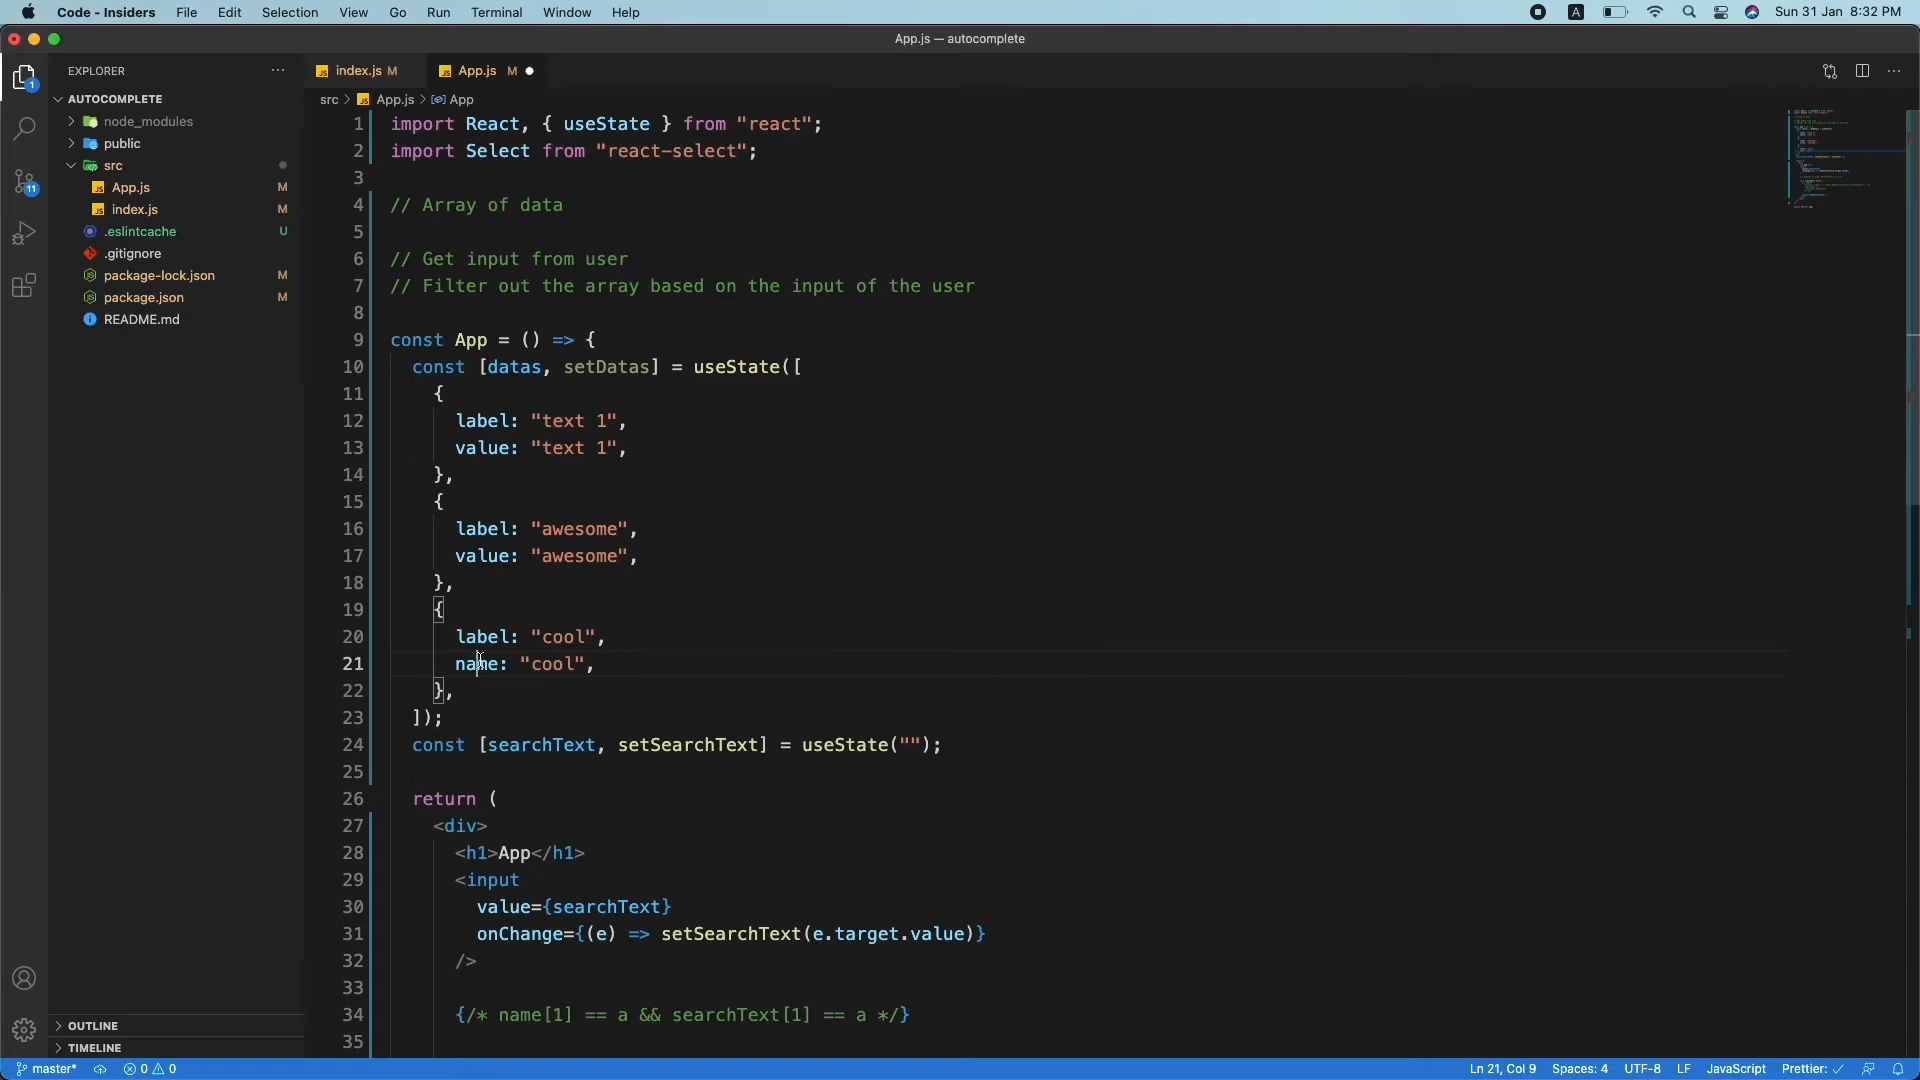 Code - Insiders File Edit Selection View Go Run Terminal Window Help A Sun 31 Jan 8:32 PM
App.js — autocomplete
EXPLORER ···
index.js M App.js M
AUTOCOMPLETE
src > App.js > App
node_modules
public
src
App.js M
index.js M
.eslintcache U
.gitignore
package-lock.json M
package.json M
README.md
1
11
1 import React, { useState } from "react";
2 import Select from "react-select";
3
4 // Array of data
5
6 // Get input from user
7 // Filter out the array based on the input of the user
8
9 const App = () => {
10 const [datas, setDatas] = useState([
11 {
12 label: "text 1",
13 value: "text 1",
14 },
15 {
16 label: "awesome",
17 value: "awesome",
18 },
19 {
20 label: "cool",
21 name: "cool",
22 },
23 ]);
24 const [searchText, setSearchText] = useState("");
25
26 return (
27 <div>
28 <h1>App</h1>
29 <input
30 value={searchText}
31 onChange={(e) => setSearchText(e.target.value)}
32 />
33
34 {/* name[1] == a && searchText[1] == a */}
35
OUTLINE
TIMELINE
master* 0 0 Ln 21, Col 9 Spaces: 4 UTF-8 LF JavaScript Prettier: ✓